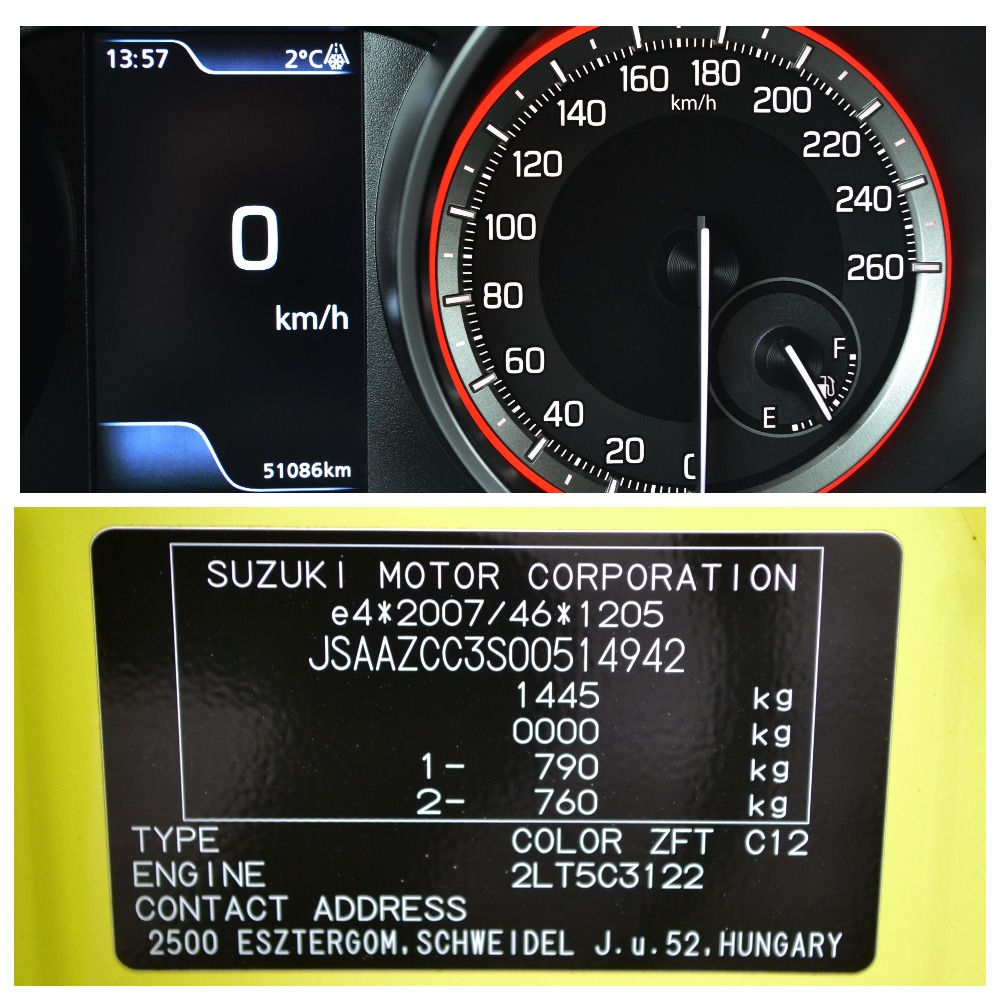 13:57 2°C
0
km/h
51086km
160 180
km/h
140 200
120 220
100 240
80 260
60
40
20
F
E
SUZUKI MOTOR CORPORATION
e4*2007/46*1205
JSAAZCC3S00514942
1445 kg
0000 kg
1- 790 kg
2- 760 kg
TYPE COLOR ZFT C12
ENGINE 2LT5C3122
CONTACT ADDRESS
2500 ESZTERGOM, SCHWEIDEL J.u.52, HUNGARY